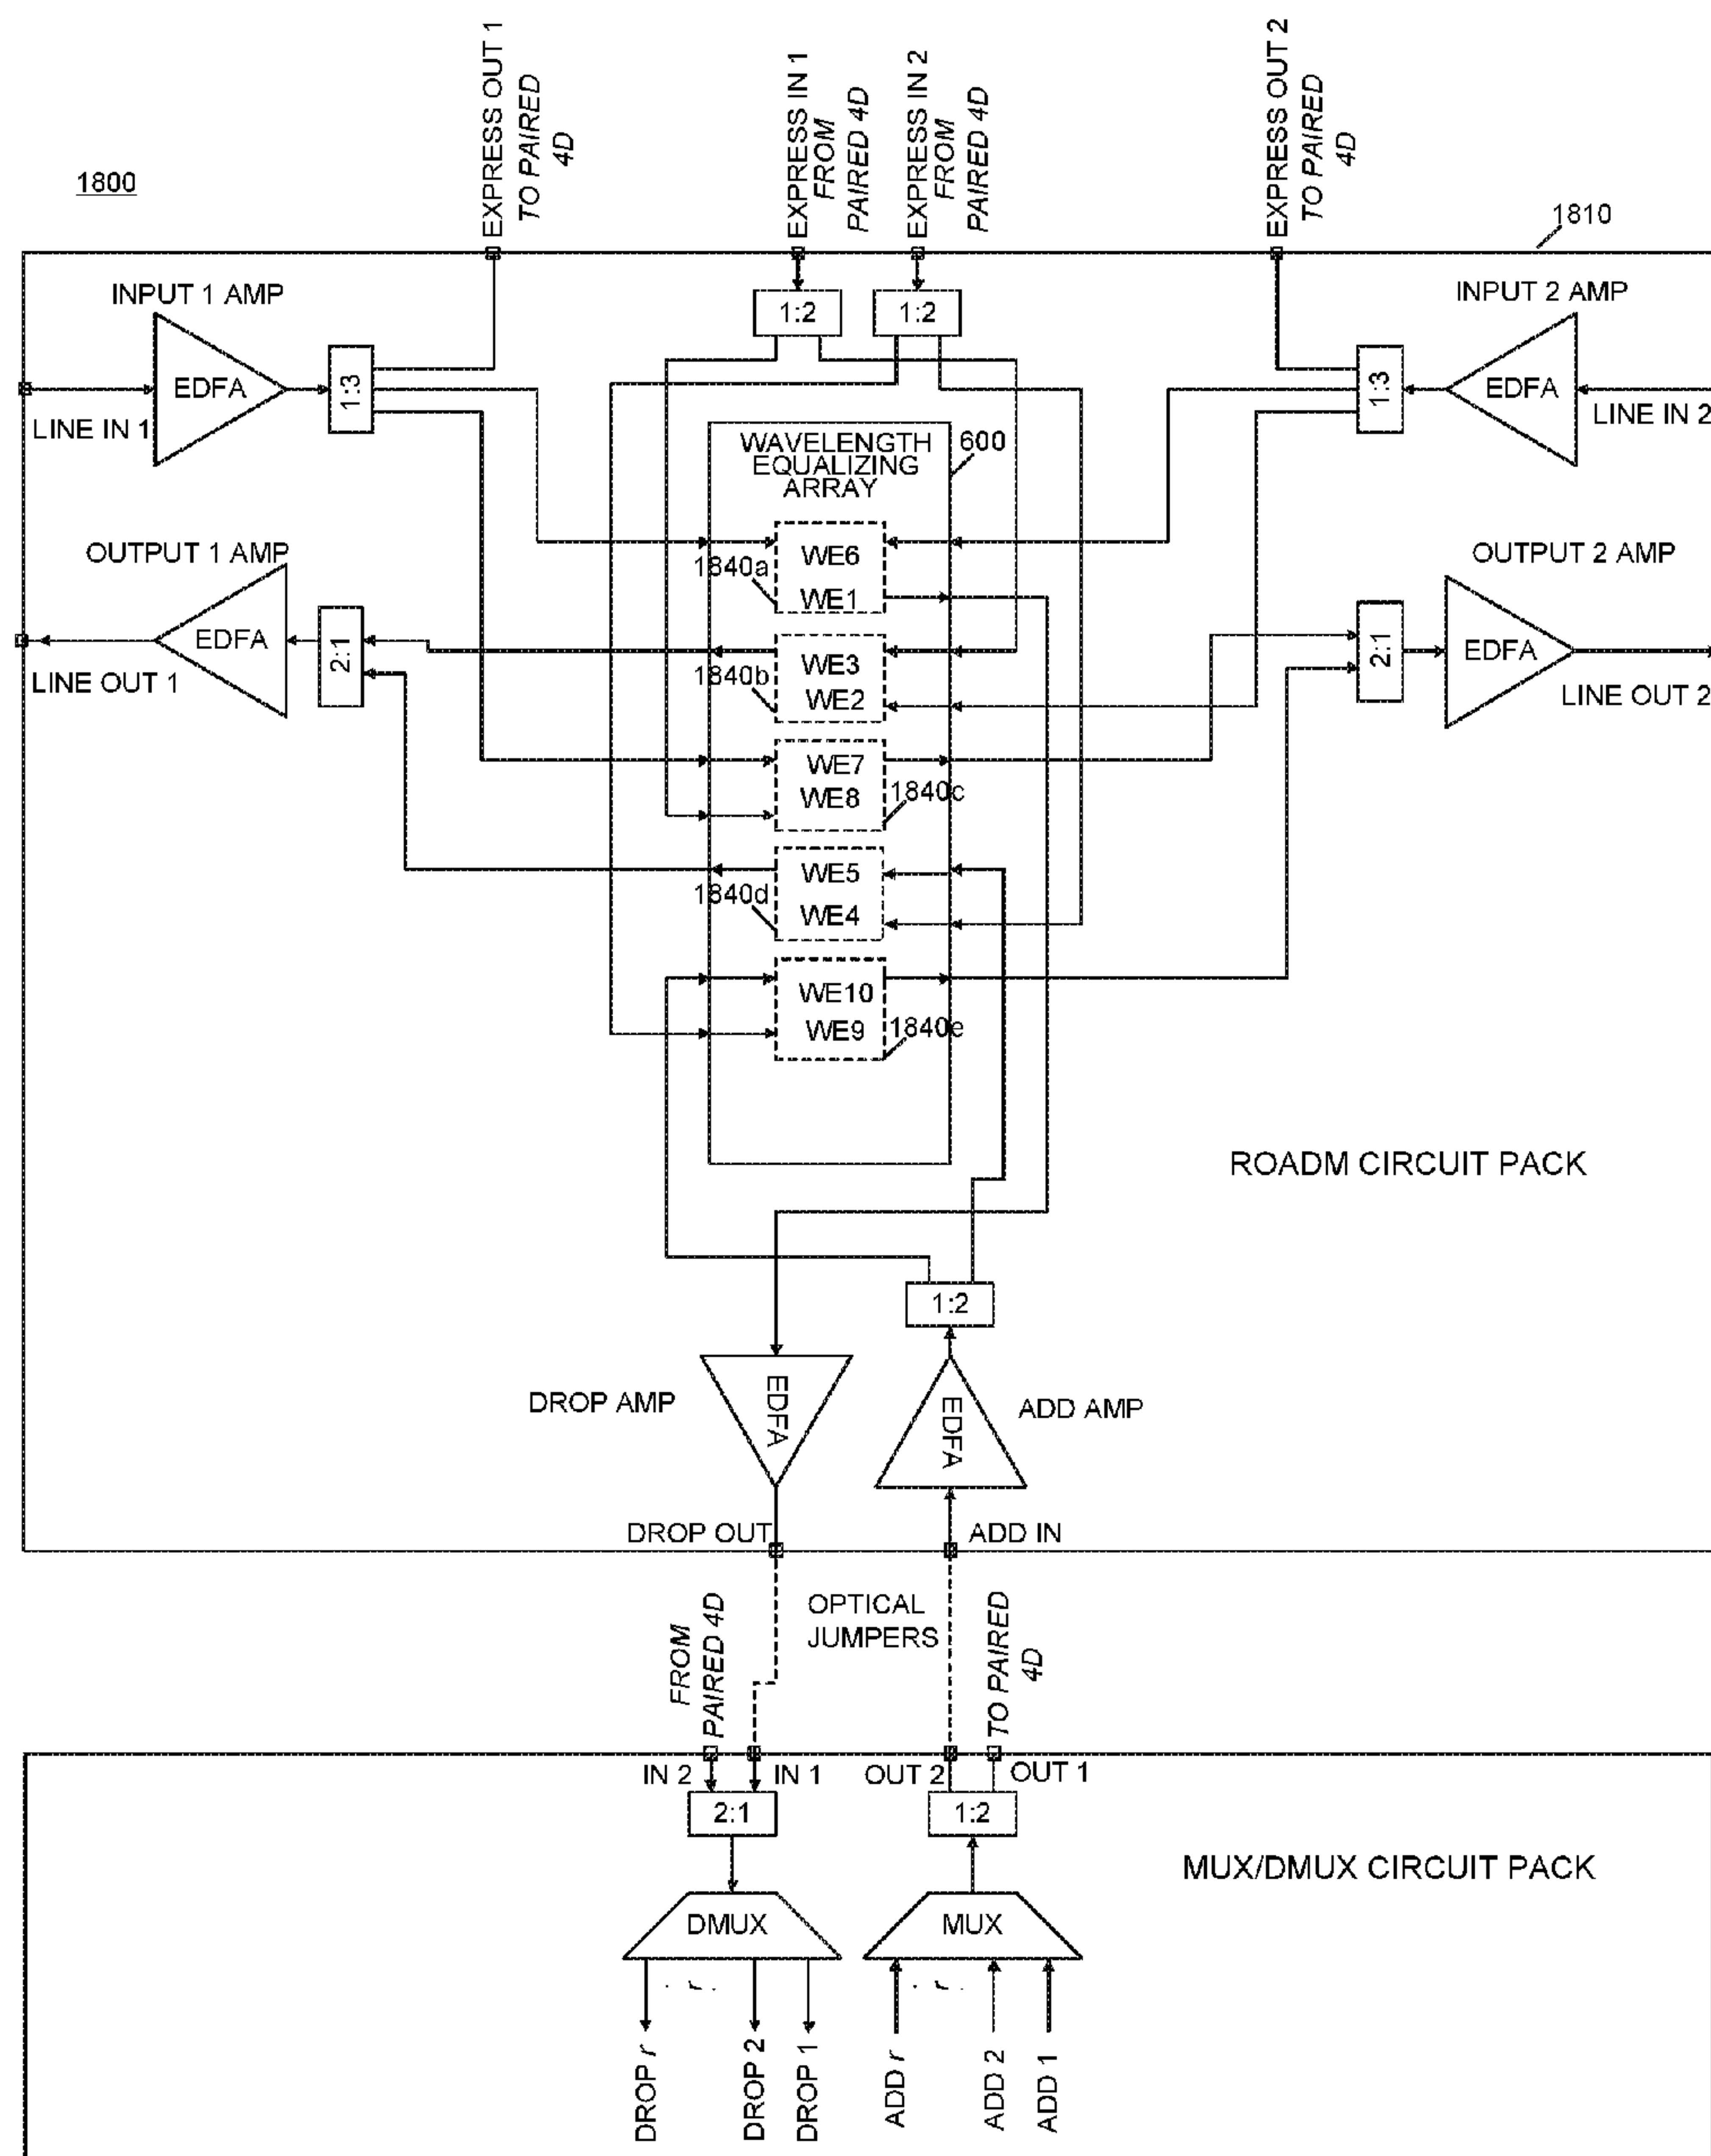 1800
EXPRESS OUT 1
TO PAIRED
4D
EXPRESS IN 1
FROM
PAIRED 4D
EXPRESS IN 2
FROM
PAIRED 4D
EXPRESS OUT 2
TO PAIRED
4D
1810
INPUT 1 AMP
EDFA
LINE IN 1
1:3
1:2
1:2
INPUT 2 AMP
1:3
EDFA
LINE IN 2
WAVELENGTH
EQUALIZING
ARRAY
600
OUTPUT 1 AMP
EDFA
LINE OUT 1
2:1
1840a
WE6
WE1
1840b
WE3
WE2
WE7
WE8
1840c
1840d
WE5
WE4
WE10
WE9
1840e
OUTPUT 2 AMP
2:1
EDFA
LINE OUT 2
ROADM CIRCUIT PACK
1:2
DROP AMP
EDFA
EDFA
ADD AMP
DROP OUT
ADD IN
FROM
PAIRED 4D
OPTICAL
JUMPERS
TO PAIRED
4D
IN 2
IN 1
OUT 2
OUT 1
2:1
1:2
MUX/DMUX CIRCUIT PACK
DMUX
MUX
. r .
. r .
DROP r
DROP 2
DROP 1
ADD r
ADD 2
ADD 1